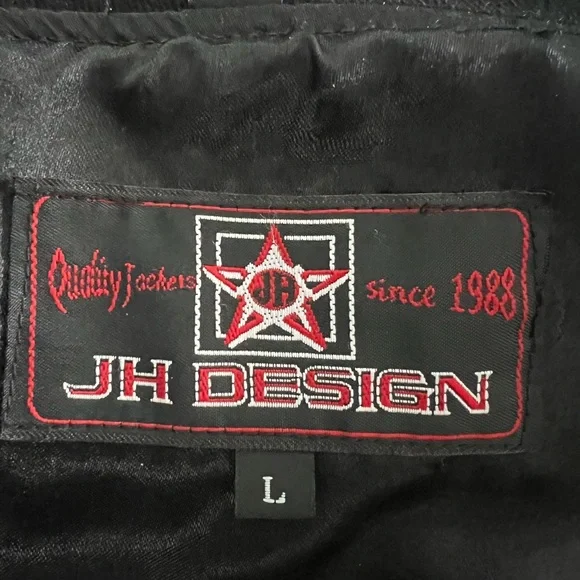 Quality Jackets
JH
since 1988
JH DESIGN
L